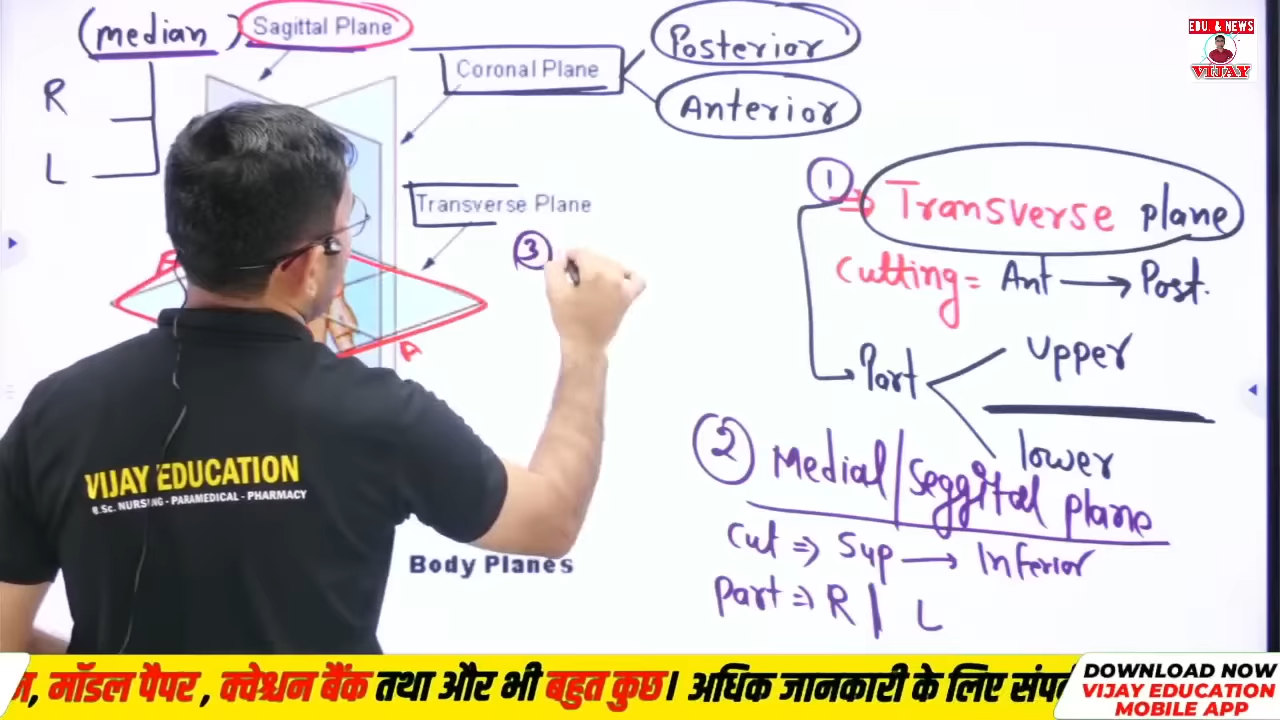 (median) Sagittal Plane
R
L
Coronal Plane
Posterior
Anterior
Transverse Plane
A
Body Planes
① ⇒ Transverse plane
Cutting = Ant → Post.
Part
Upper
lower
② Medial/Seggital plane
Cut ⇒ Sup → Inferior
Part ⇒ R | L
③
EDU. & NEWS
VIJAY
VIJAY EDUCATION
B.Sc. NURSING - PARAMEDICAL - PHARMACY
, मॉडल पैपर , क्वेश्चन बैंक तथा और भी बहुत कुछ। अधिक जानकारी के लिए
DOWNLOAD NOW
VIJAY EDUCATION
MOBILE APP